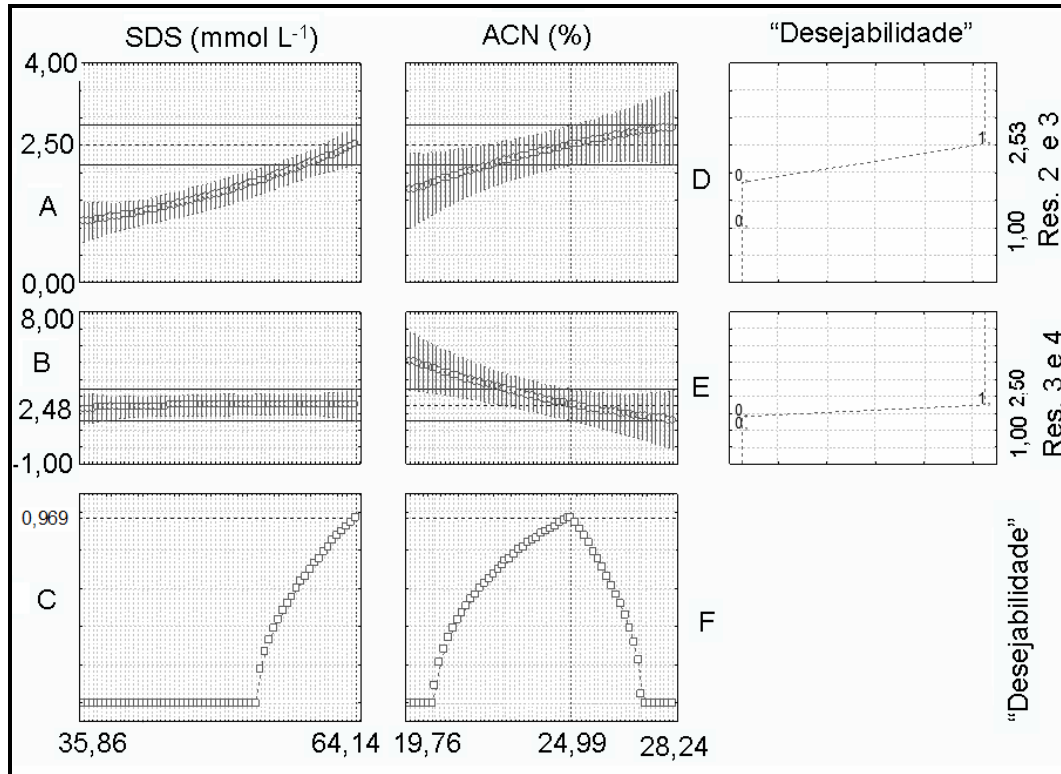 SDS (mmol L-1)
ACN (%)
“Desejabilidade”
4,00
2,50
0,00
A
D
0,
0,
1,
1,00 2,53
Res. 2 e 3
8,00
2,48
-1,00
B
E
0,
0,
1,
1,00 2.50
Res. 3 e 4
0,969
C
F
“Desejabilidade”
35,86
64,14
19,76
24,99
28,24